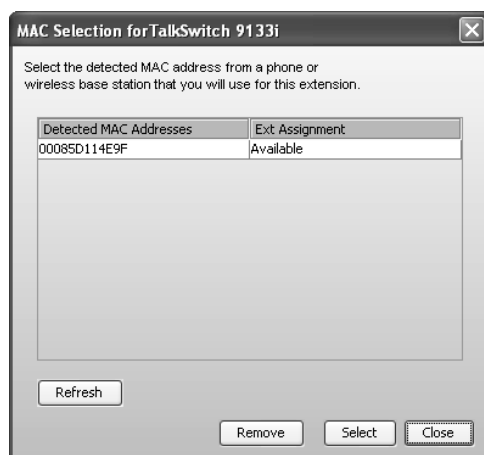 MAC Selection forTalkSwitch 9133i
Select the detected MAC address from a phone or
wireless base station that you will use for this extension.
Detected MAC Addresses Ext Assignment
00085D114E9F Available
Refresh
Remove Select Close